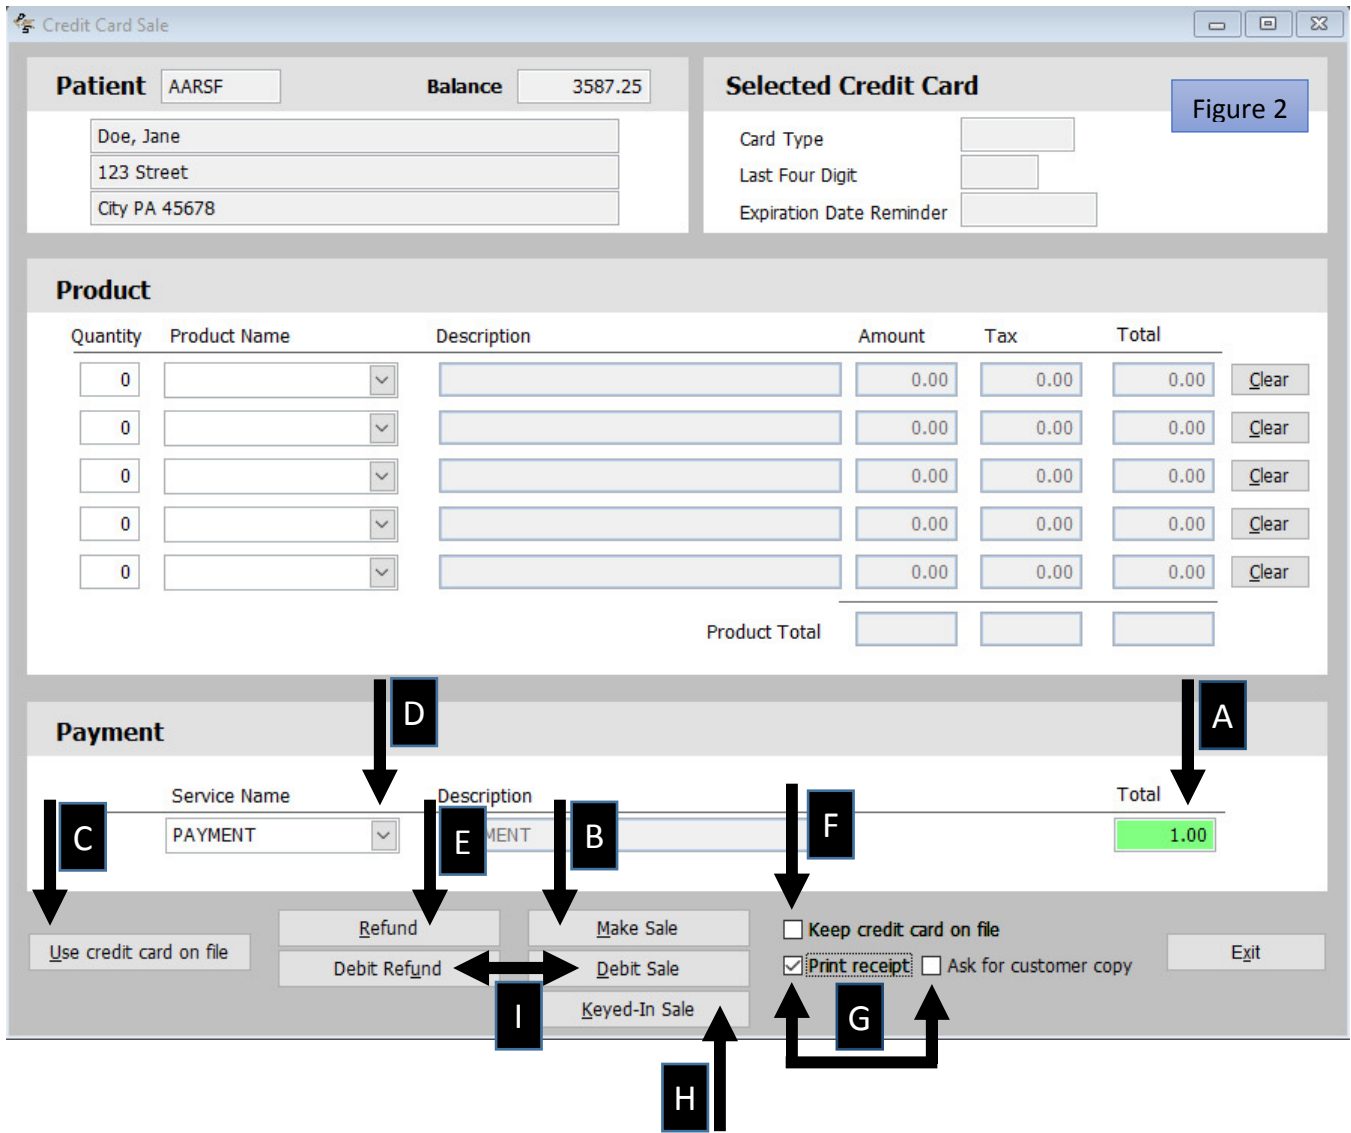 Credit Card Sale
Patient AARSF Balance 3587.25
Doe, Jane
123 Street
City PA 45678
Selected Credit Card
Figure 2
Card Type
Last Four Digit
Expiration Date Reminder
Product
Quantity Product Name Description Amount Tax Total
0 0.00 0.00 0.00 Clear
0 0.00 0.00 0.00 Clear
0 0.00 0.00 0.00 Clear
0 0.00 0.00 0.00 Clear
0 0.00 0.00 0.00 Clear
Product Total
D A
Payment
Service Name Description Total
C E B F
PAYMENT MENT 1.00
Refund Make Sale Keep credit card on file
Use credit card on file Exit
Debit Refund Debit Sale Print receipt Ask for customer copy
I G
Keyed-In Sale
H